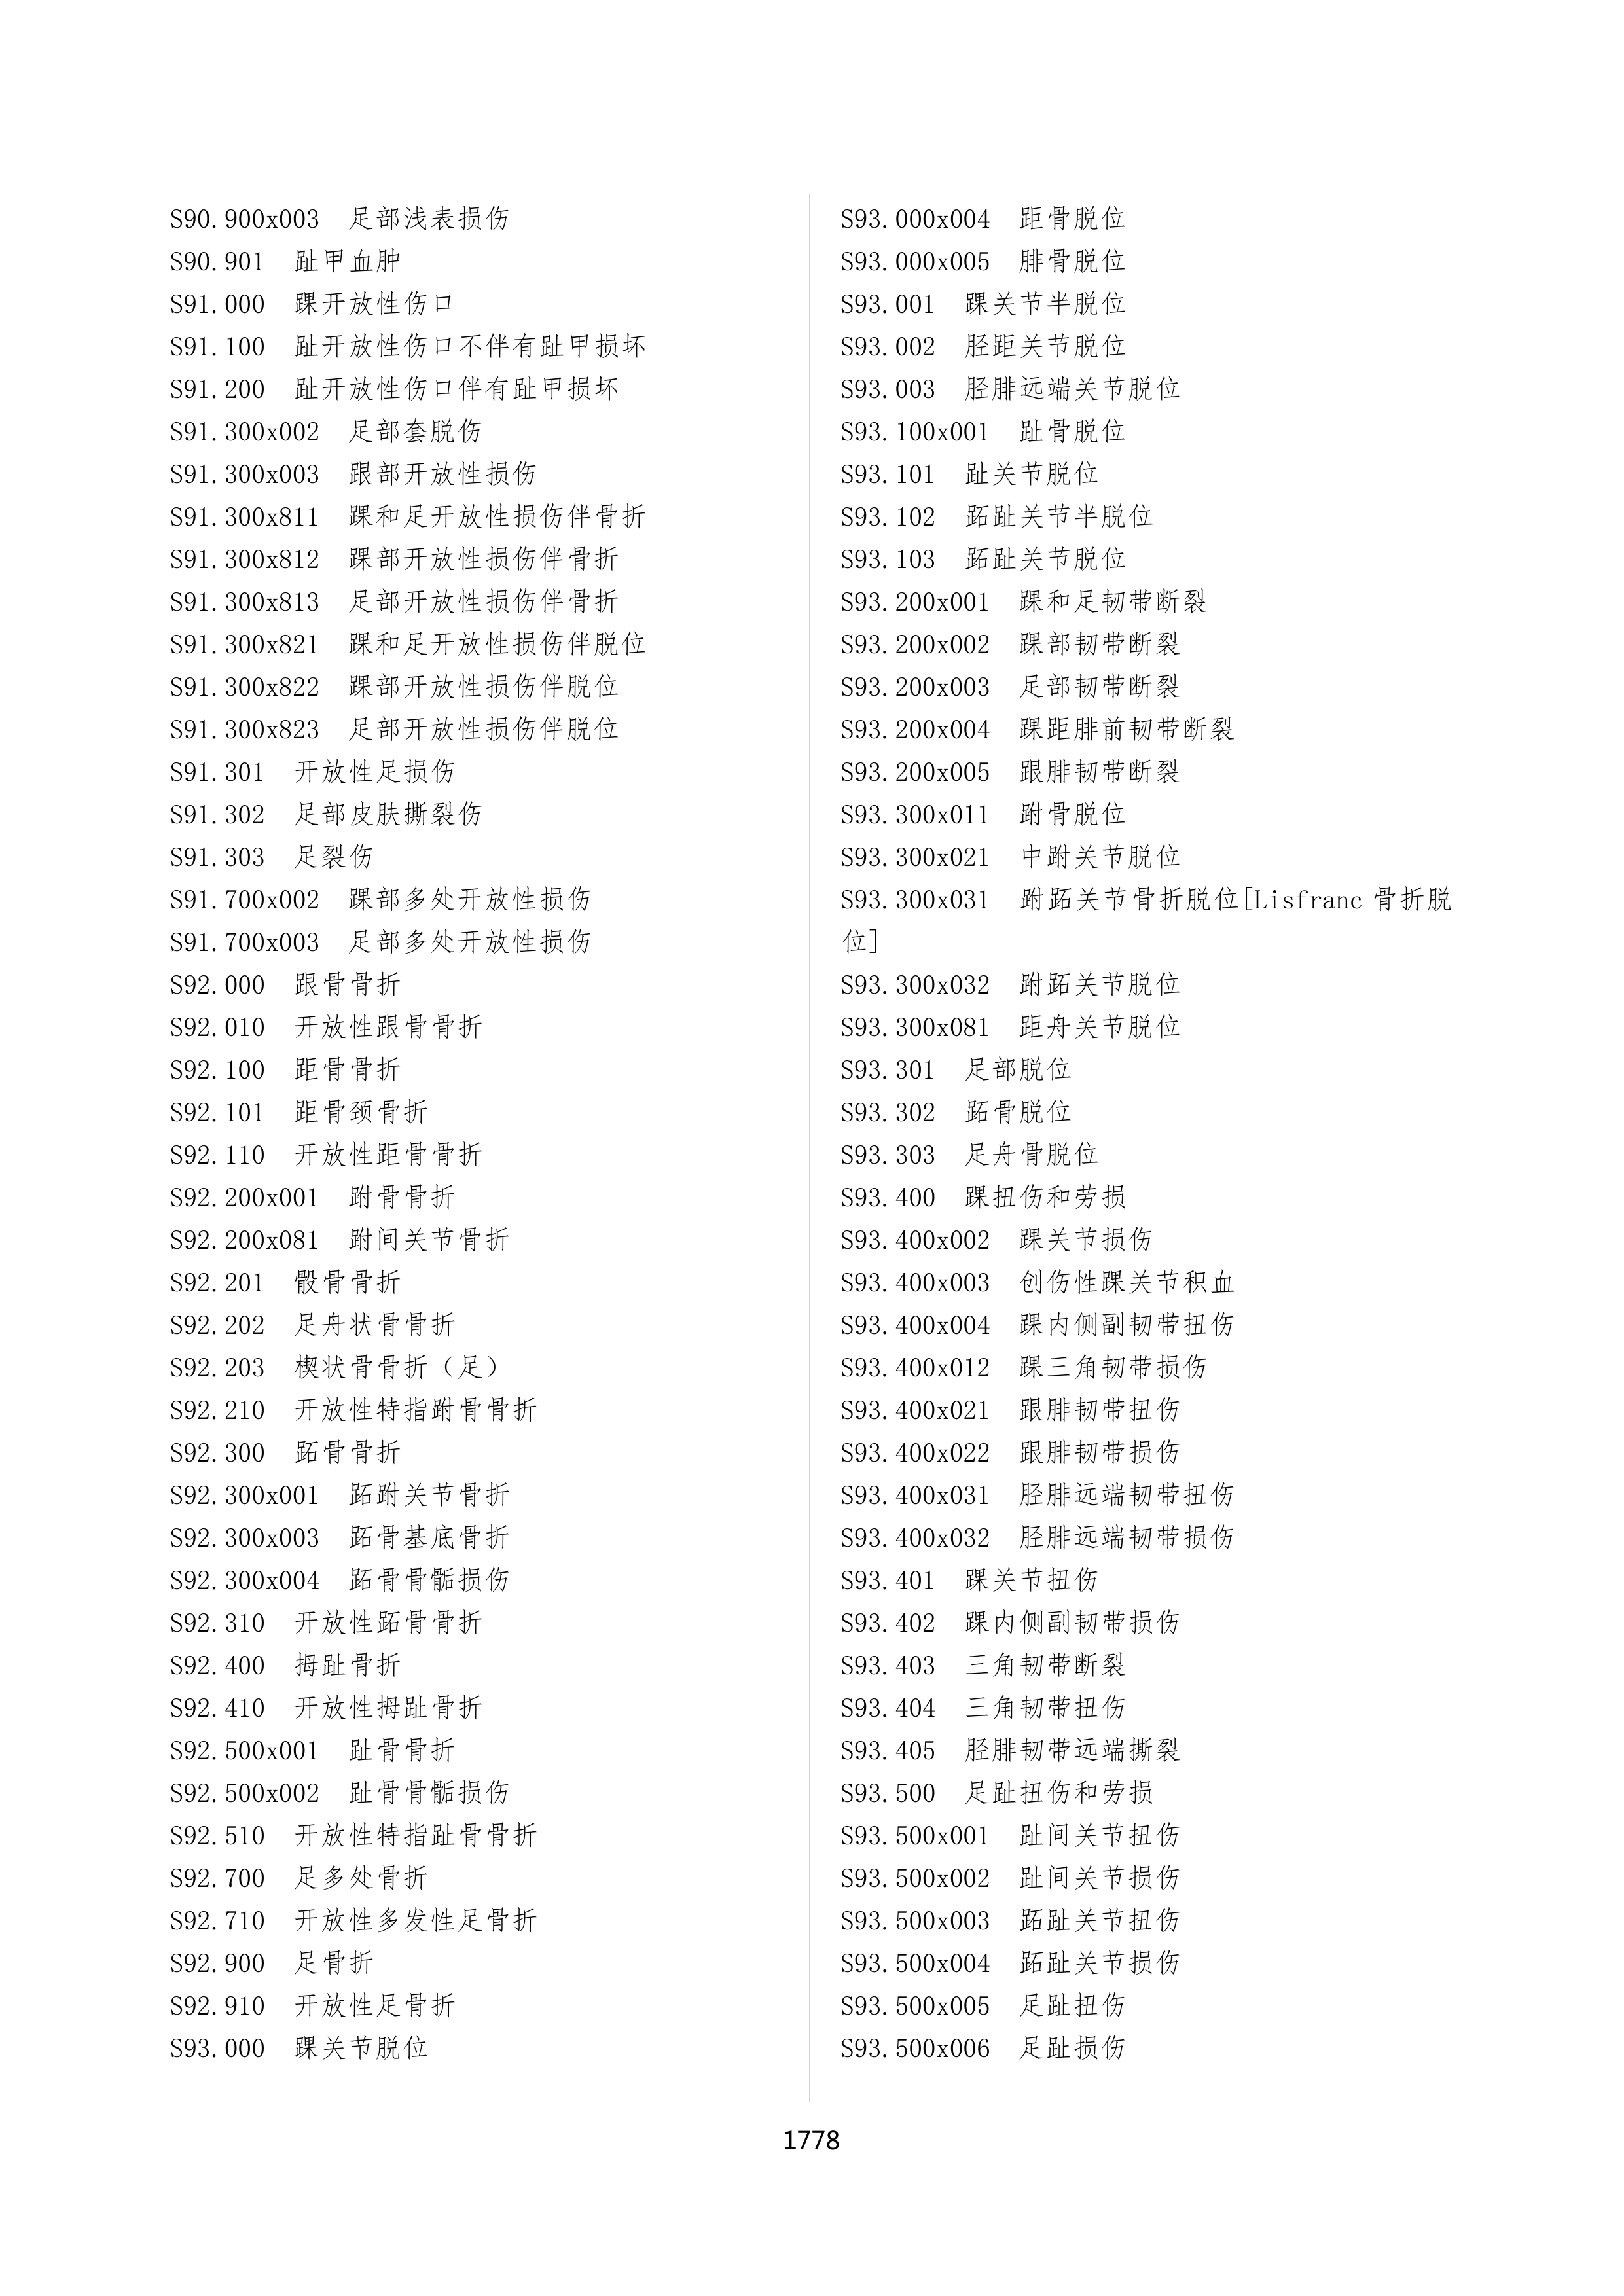 S90.900x003 足部浅表损伤
S90.901 趾甲血肿
S91.000 踝开放性伤口
S91.100 趾开放性伤口不伴有趾甲损坏
S91.200 趾开放性伤口伴有趾甲损坏
S91.300x002 足部套脱伤
S91.300x003 跟部开放性损伤
S91.300x811 踝和足开放性损伤伴骨折
S91.300x812 踝部开放性损伤伴骨折
S91.300x813 足部开放性损伤伴骨折
S91.300x821 踝和足开放性损伤伴脱位
S91.300x822 踝部开放性损伤伴脱位
S91.300x823 足部开放性损伤伴脱位
S91.301 开放性足损伤
S91.302 足部皮肤撕裂伤
S91.303 足裂伤
S91.700x002 踝部多处开放性损伤
S91.700x003 足部多处开放性损伤
S92.000 跟骨骨折
S92.010 开放性跟骨骨折
S92.100 距骨骨折
S92.101 距骨颈骨折
S92.110 开放性距骨骨折
S92.200x001 跗骨骨折
S92.200x081 跗间关节骨折
S92.201 骰骨骨折
S92.202 足舟状骨骨折
S92.203 楔状骨骨折（足）
S92.210 开放性特指跗骨骨折
S92.300 跖骨骨折
S92.300x001 跖跗关节骨折
S92.300x003 跖骨基底骨折
S92.300x004 跖骨骨骺损伤
S92.310 开放性跖骨骨折
S92.400 拇趾骨折
S92.410 开放性拇趾骨折
S92.500x001 趾骨骨折
S92.500x002 趾骨骨骺损伤
S92.510 开放性特指趾骨骨折
S92.700 足多处骨折
S92.710 开放性多发性足骨折
S92.900 足骨折
S92.910 开放性足骨折
S93.000 踝关节脱位
S93.000x004 距骨脱位
S93.000x005 腓骨脱位
S93.001 踝关节半脱位
S93.002 胫距关节脱位
S93.003 胫腓远端关节脱位
S93.100x001 趾骨脱位
S93.101 趾关节脱位
S93.102 跖趾关节半脱位
S93.103 跖趾关节脱位
S93.200x001 踝和足韧带断裂
S93.200x002 踝部韧带断裂
S93.200x003 足部韧带断裂
S93.200x004 踝距腓前韧带断裂
S93.200x005 跟腓韧带断裂
S93.300x011 跗骨脱位
S93.300x021 中跗关节脱位
S93.300x031 跗跖关节骨折脱位[Lisfranc 骨折脱
位]
S93.300x032 跗跖关节脱位
S93.300x081 距舟关节脱位
S93.301 足部脱位
S93.302 跖骨脱位
S93.303 足舟骨脱位
S93.400 踝扭伤和劳损
S93.400x002 踝关节损伤
S93.400x003 创伤性踝关节积血
S93.400x004 踝内侧副韧带扭伤
S93.400x012 踝三角韧带损伤
S93.400x021 跟腓韧带扭伤
S93.400x022 跟腓韧带损伤
S93.400x031 胫腓远端韧带扭伤
S93.400x032 胫腓远端韧带损伤
S93.401 踝关节扭伤
S93.402 踝内侧副韧带损伤
S93.403 三角韧带断裂
S93.404 三角韧带扭伤
S93.405 胫腓韧带远端撕裂
S93.500 足趾扭伤和劳损
S93.500x001 趾间关节扭伤
S93.500x002 趾间关节损伤
S93.500x003 跖趾关节扭伤
S93.500x004 跖趾关节损伤
S93.500x005 足趾扭伤
S93.500x006 足趾损伤
1778